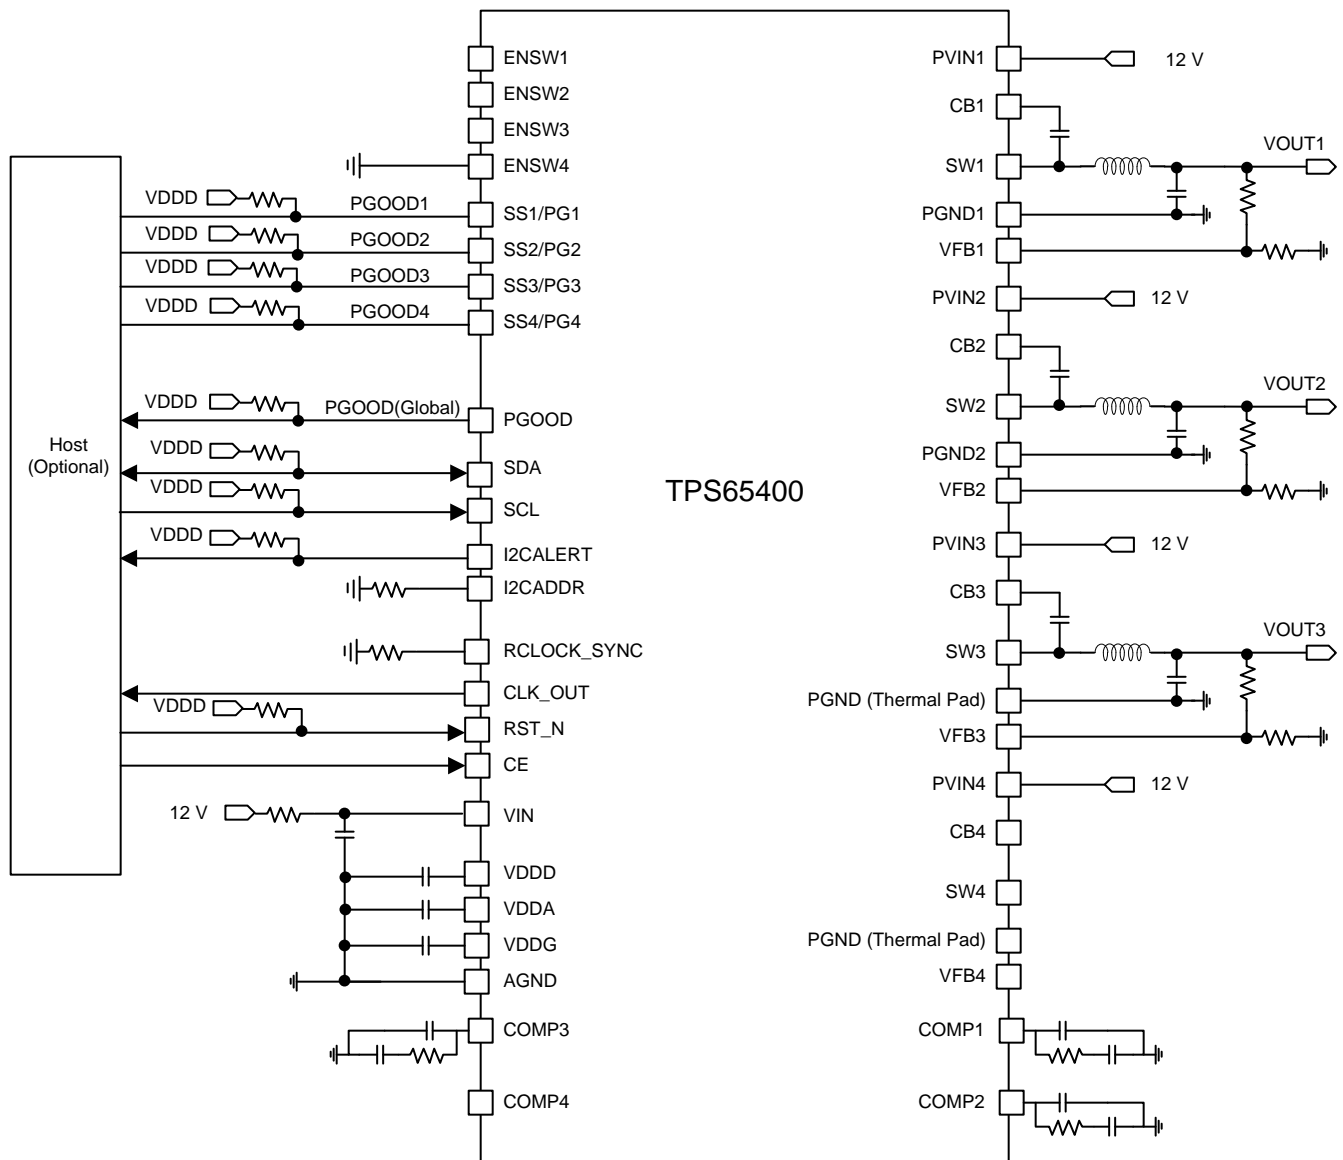 ENSW1
ENSW2
ENSW3
ENSW4
VDDD
PGOOD1
SS1/PG1
VDDD
PGOOD2
SS2/PG2
VDDD
PGOOD3
SS3/PG3
VDDD
PGOOD4
SS4/PG4
VDDD
PGOOD(Global)
PGOOD
Host
(Optional)
VDDD
SDA
VDDD
SCL
VDDD
I2CALERT
I2CADDR
RCLOCK_SYNC
CLK_OUT
VDDD
RST_N
CE
12 V
VIN
VDDD
VDDA
VDDG
AGND
COMP3
COMP4
TPS65400
PVIN1
12 V
CB1
VOUT1
SW1
PGND1
VFB1
PVIN2
12 V
CB2
VOUT2
SW2
PGND2
VFB2
PVIN3
12 V
CB3
VOUT3
SW3
PGND (Thermal Pad)
VFB3
PVIN4
12 V
CB4
SW4
PGND (Thermal Pad)
VFB4
COMP1
COMP2